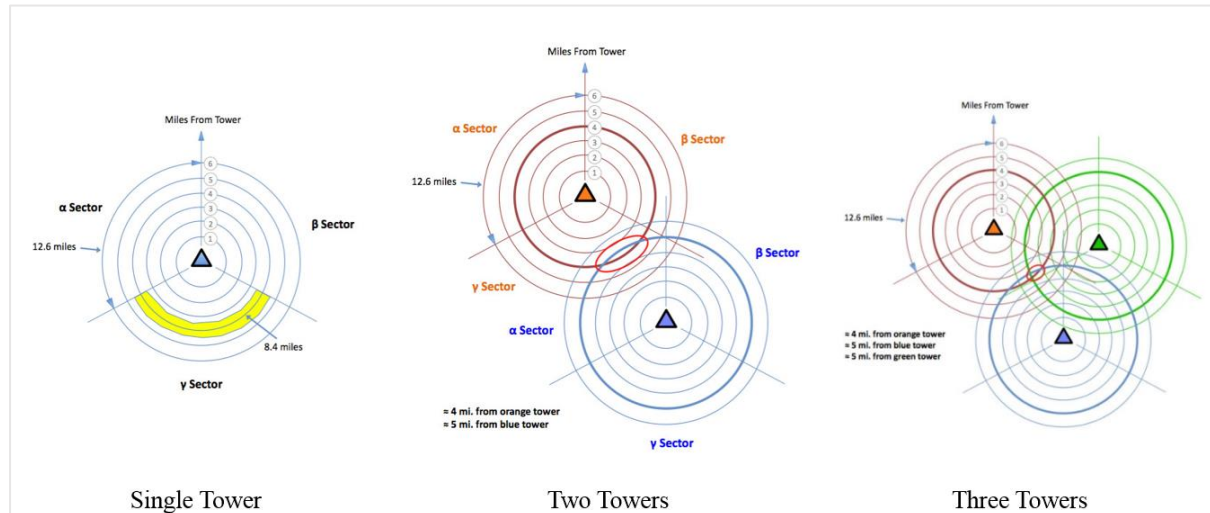 Miles From Tower
6
5
4
3
2
1
α Sector
β Sector
12.6 miles
8.4 miles
γ Sector
Single Tower
Miles From Tower
6
5
4
3
2
1
α Sector
β Sector
12.6 miles
γ Sector
β Sector
α Sector
≈ 4 mi. from orange tower
≈ 5 mi. from blue tower
γ Sector
Two Towers
Miles From Tower
6
5
4
3
2
1
12.6 miles
≈ 4 mi. from orange tower
≈ 5 mi. from blue tower
≈ 5 mi. from green tower
Three Towers